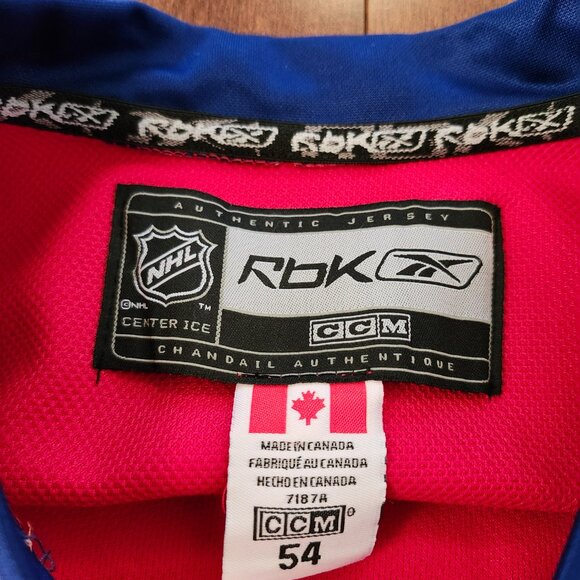 RbK RbK RbK RbK
AUTHENTIC JERSEY
NHL
RbK
©NHL TM
CENTER ICE
CCM
CHANDAIL AUTHENTIQUE
MADE IN CANADA
FABRIQUÉ AU CANADA
HECHO EN CANADA
7187A
CCM®
54